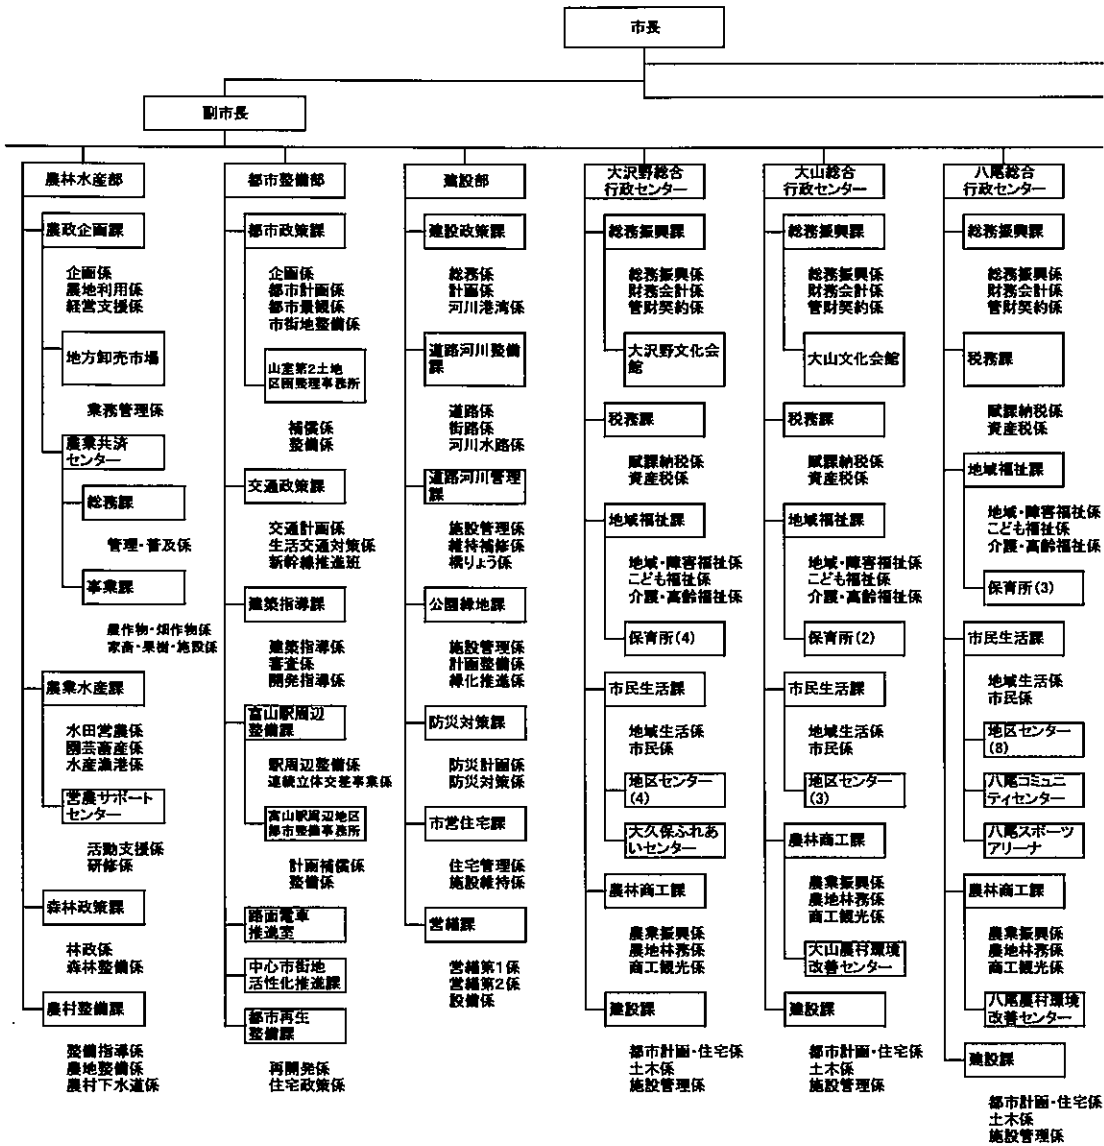 市長
副市長
農林水産部
農政企画課
企画係
農地利用係
経営支援係
地方卸売市場
業務管理係
農業共済
センター
総務課
管理・普及係
事業課
農作物・畑作物係
家畜・果樹・施設係
農業水産課
水田営農係
園芸畜産係
水産漁港係
営農サポート
センター
活動支援係
研修係
森林政策課
林政係
森林整備係
農村整備課
整備指導係
農地整備係
農村下水道係
都市整備部
都市政策課
企画係
都市計画係
都市景観係
市街地整備係
山室第2土地
区画整理事務所
補償係
整備係
交通政策課
交通計画係
生活交通対策係
新幹線推進班
建築指導課
建築指導係
審査係
開発指導係
富山駅周辺
整備課
駅周辺整備係
連続立体交差事業係
富山駅周辺地区
都市整備事務所
計画補償係
整備係
路面電車
推進室
中心市街地
活性化推進課
都市再生
整備課
再開発係
住宅政策係
建設部
建設政策課
総務係
計画係
河川港湾係
道路河川整備
課
道路係
街路係
河川水路係
道路河川管理
課
施設管理係
維持補修係
橋りょう係
公園緑地課
施設管理係
計画整備係
緑化推進係
防災対策課
防災計画係
防災対策係
市営住宅課
住宅管理係
施設維持係
営繕課
営繕第1係
営繕第2係
設備係
大沢野総合
行政センター
総務振興課
総務振興係
財務会計係
管財契約係
大沢野文化会
館
税務課
賦課納税係
資産税係
地域福祉課
地域・障害福祉係
こども福祉係
介護・高齢福祉係
保育所(4)
市民生活課
地域生活係
市民係
地区センター
(4)
大久保ふれあ
いセンター
農林商工課
農業振興係
農地林務係
商工観光係
建設課
都市計画・住宅係
土木係
施設管理係
大山総合
行政センター
総務振興課
総務振興係
財務会計係
管財契約係
大山文化会館
税務課
賦課納税係
資産税係
地域福祉課
地域・障害福祉係
こども福祉係
介護・高齢福祉係
保育所(2)
市民生活課
地域生活係
市民係
地区センター
(3)
農林商工課
農業振興係
農地林務係
商工観光係
大山農村環境
改善センター
建設課
都市計画・住宅係
土木係
施設管理係
八尾総合
行政センター
総務振興課
総務振興係
財務会計係
管財契約係
税務課
賦課納税係
資産税係
地域福祉課
地域・障害福祉係
こども福祉係
介護・高齢福祉係
保育所(3)
市民生活課
地域生活係
市民係
地区センター
(8)
八尾コミュニ
ティセンター
八尾スポーツ
アリーナ
農林商工課
農業振興係
農地林務係
商工観光係
八尾農村環境
改善センター
建設課
都市計画・住宅係
土木係
施設管理係